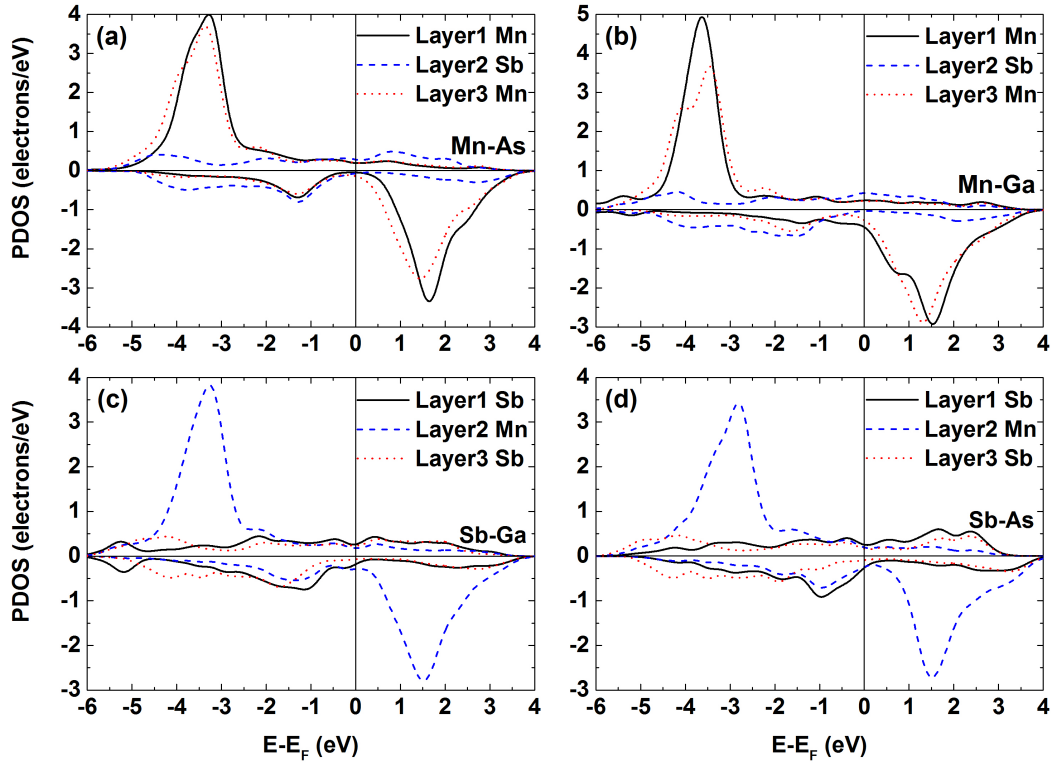 (a)
Layer1 Mn
Layer2 Sb
Layer3 Mn
Mn-As
PDOS (electrons/eV)
4
3
2
1
0
-1
-2
-3
-4
-6 -5 -4 -3 -2 -1 0 1 2 3 4
(b)
Layer1 Mn
Layer2 Sb
Layer3 Mn
Mn-Ga
5
4
3
2
1
0
-1
-2
-3
-6 -5 -4 -3 -2 -1 0 1 2 3 4
(c)
Layer1 Sb
Layer2 Mn
Layer3 Sb
Sb-Ga
PDOS (electrons/eV)
4
3
2
1
0
-1
-2
-3
-6 -5 -4 -3 -2 -1 0 1 2 3 4
E-EF (eV)
(d)
Layer1 Sb
Layer2 Mn
Layer3 Sb
Sb-As
4
3
2
1
0
-1
-2
-3
-6 -5 -4 -3 -2 -1 0 1 2 3 4
E-EF (eV)